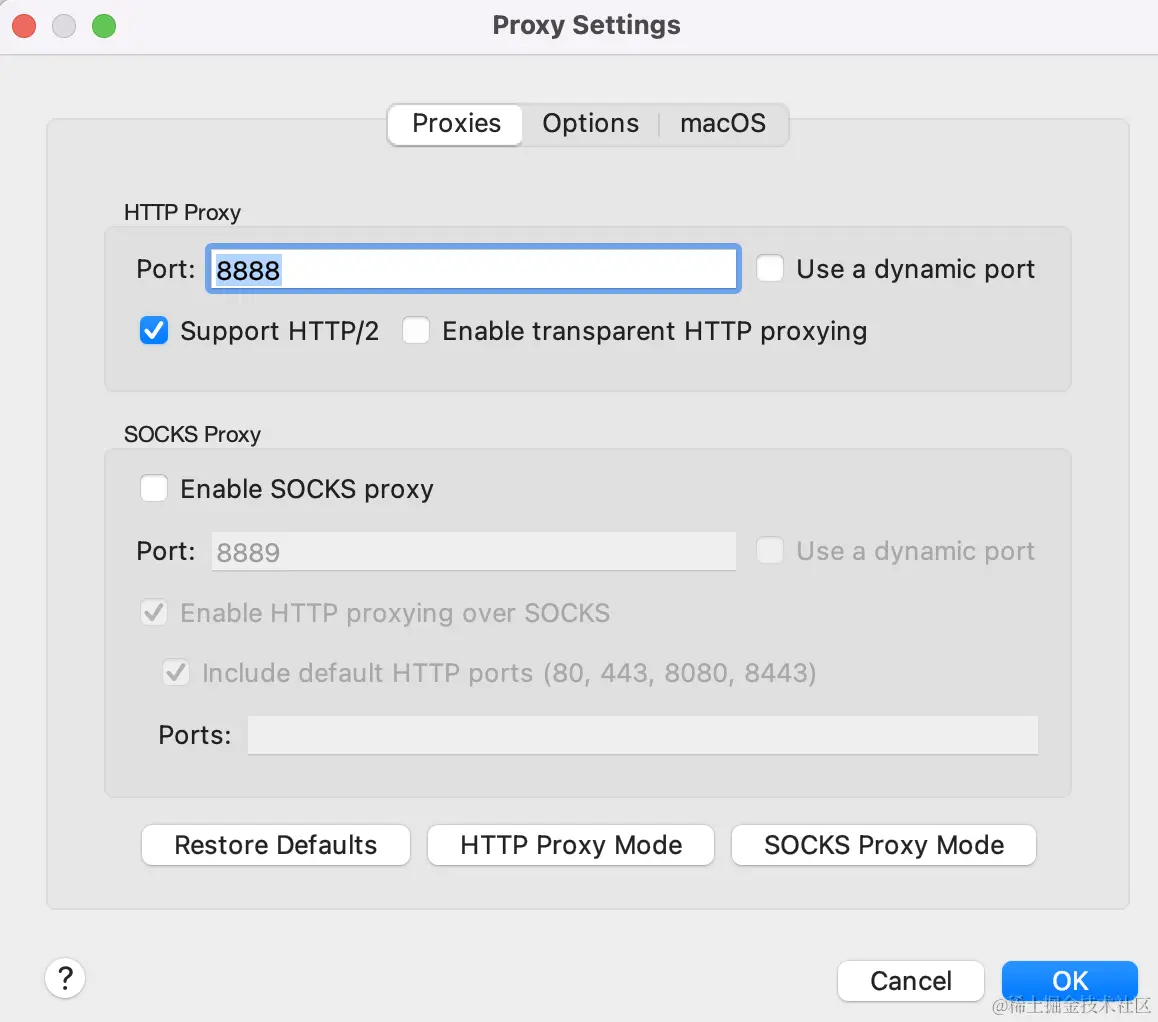 Proxy Settings
Proxies Options macOS
HTTP Proxy
Port: 8888 Use a dynamic port
Support HTTP/2 Enable transparent HTTP proxying
SOCKS Proxy
Enable SOCKS proxy
Port: 8889 Use a dynamic port
Enable HTTP proxying over SOCKS
Include default HTTP ports (80, 443, 8080, 8443)
Ports:
Restore Defaults HTTP Proxy Mode SOCKS Proxy Mode
? Cancel OK
@稀土掘金技术社区